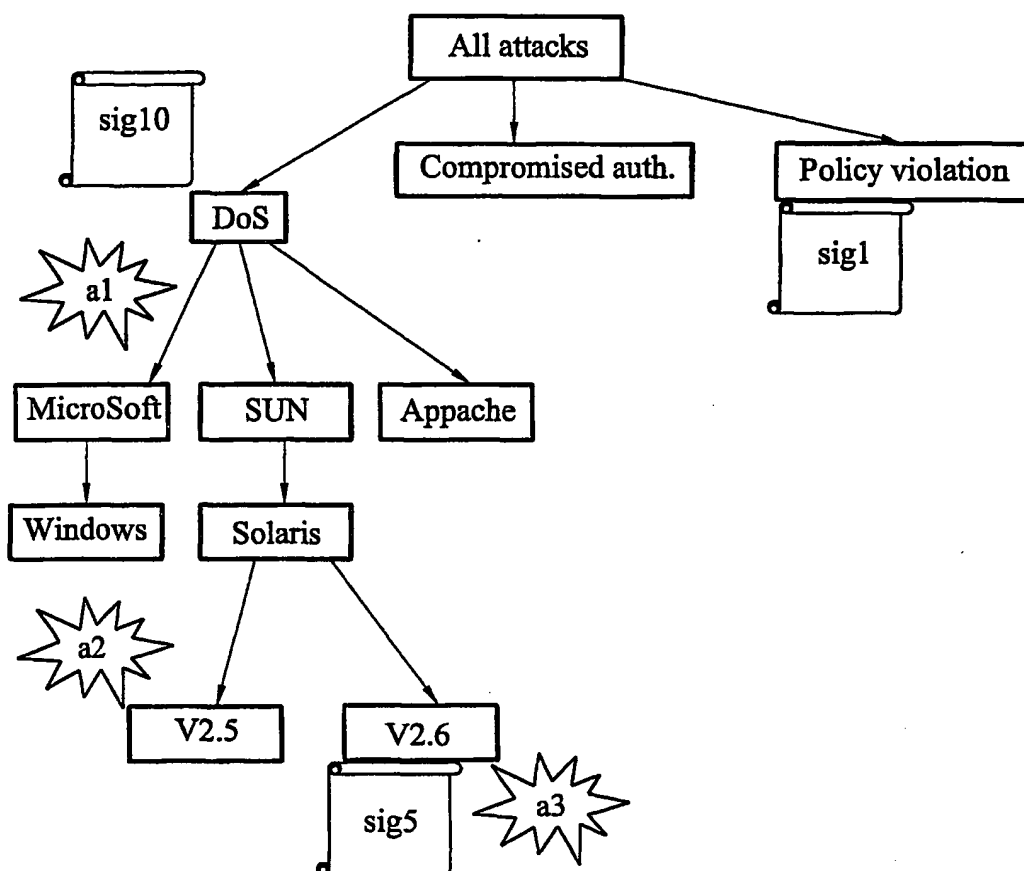 All attacks
sig10
Compromised auth.
Policy violation
DoS
sig1
a1
MicroSoft
SUN
Appache
Windows
Solaris
a2
V2.5
V2.6
sig5
a3